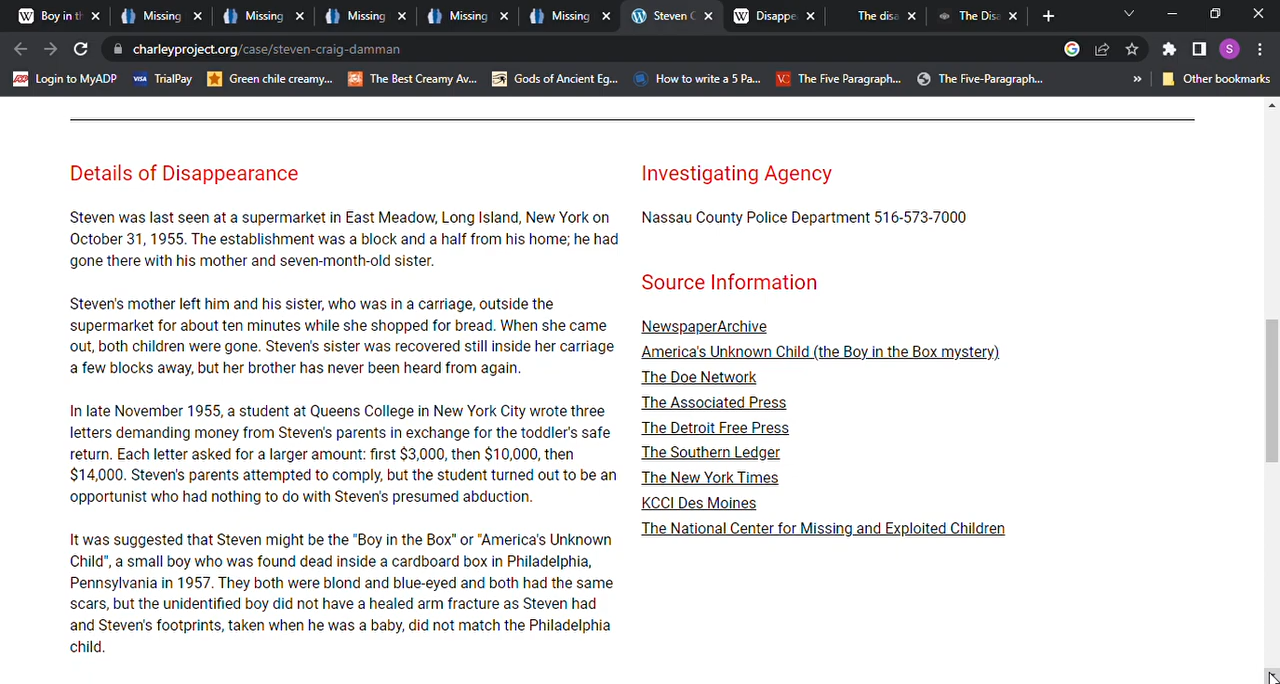 Boy in th
Missing
Missing
Missing
Missing
Missing
Steven C
Disappe
The disa
The Disa
charleyproject.org/case/steven-craig-damman
S
Login to MyADP
TrialPay
Green chile creamy...
The Best Creamy Av...
Gods of Ancient Eg...
How to write a 5 Pa...
The Five Paragraph...
The Five-Paragraph...
»
Other bookmarks
Details of Disappearance
Steven was last seen at a supermarket in East Meadow, Long Island, New York on
October 31, 1955. The establishment was a block and a half from his home; he had
gone there with his mother and seven-month-old sister.
Steven's mother left him and his sister, who was in a carriage, outside the
supermarket for about ten minutes while she shopped for bread. When she came
out, both children were gone. Steven's sister was recovered still inside her carriage
a few blocks away, but her brother has never been heard from again.
In late November 1955, a student at Queens College in New York City wrote three
letters demanding money from Steven's parents in exchange for the toddler's safe
return. Each letter asked for a larger amount: first $3,000, then $10,000, then
$14,000. Steven's parents attempted to comply, but the student turned out to be an
opportunist who had nothing to do with Steven's presumed abduction.
It was suggested that Steven might be the "Boy in the Box" or "America's Unknown
Child", a small boy who was found dead inside a cardboard box in Philadelphia,
Pennsylvania in 1957. They both were blond and blue-eyed and both had the same
scars, but the unidentified boy did not have a healed arm fracture as Steven had
and Steven's footprints, taken when he was a baby, did not match the Philadelphia
child.
Investigating Agency
Nassau County Police Department 516-573-7000
Source Information
NewspaperArchive
America's Unknown Child (the Boy in the Box mystery)
The Doe Network
The Associated Press
The Detroit Free Press
The Southern Ledger
The New York Times
KCCI Des Moines
The National Center for Missing and Exploited Children